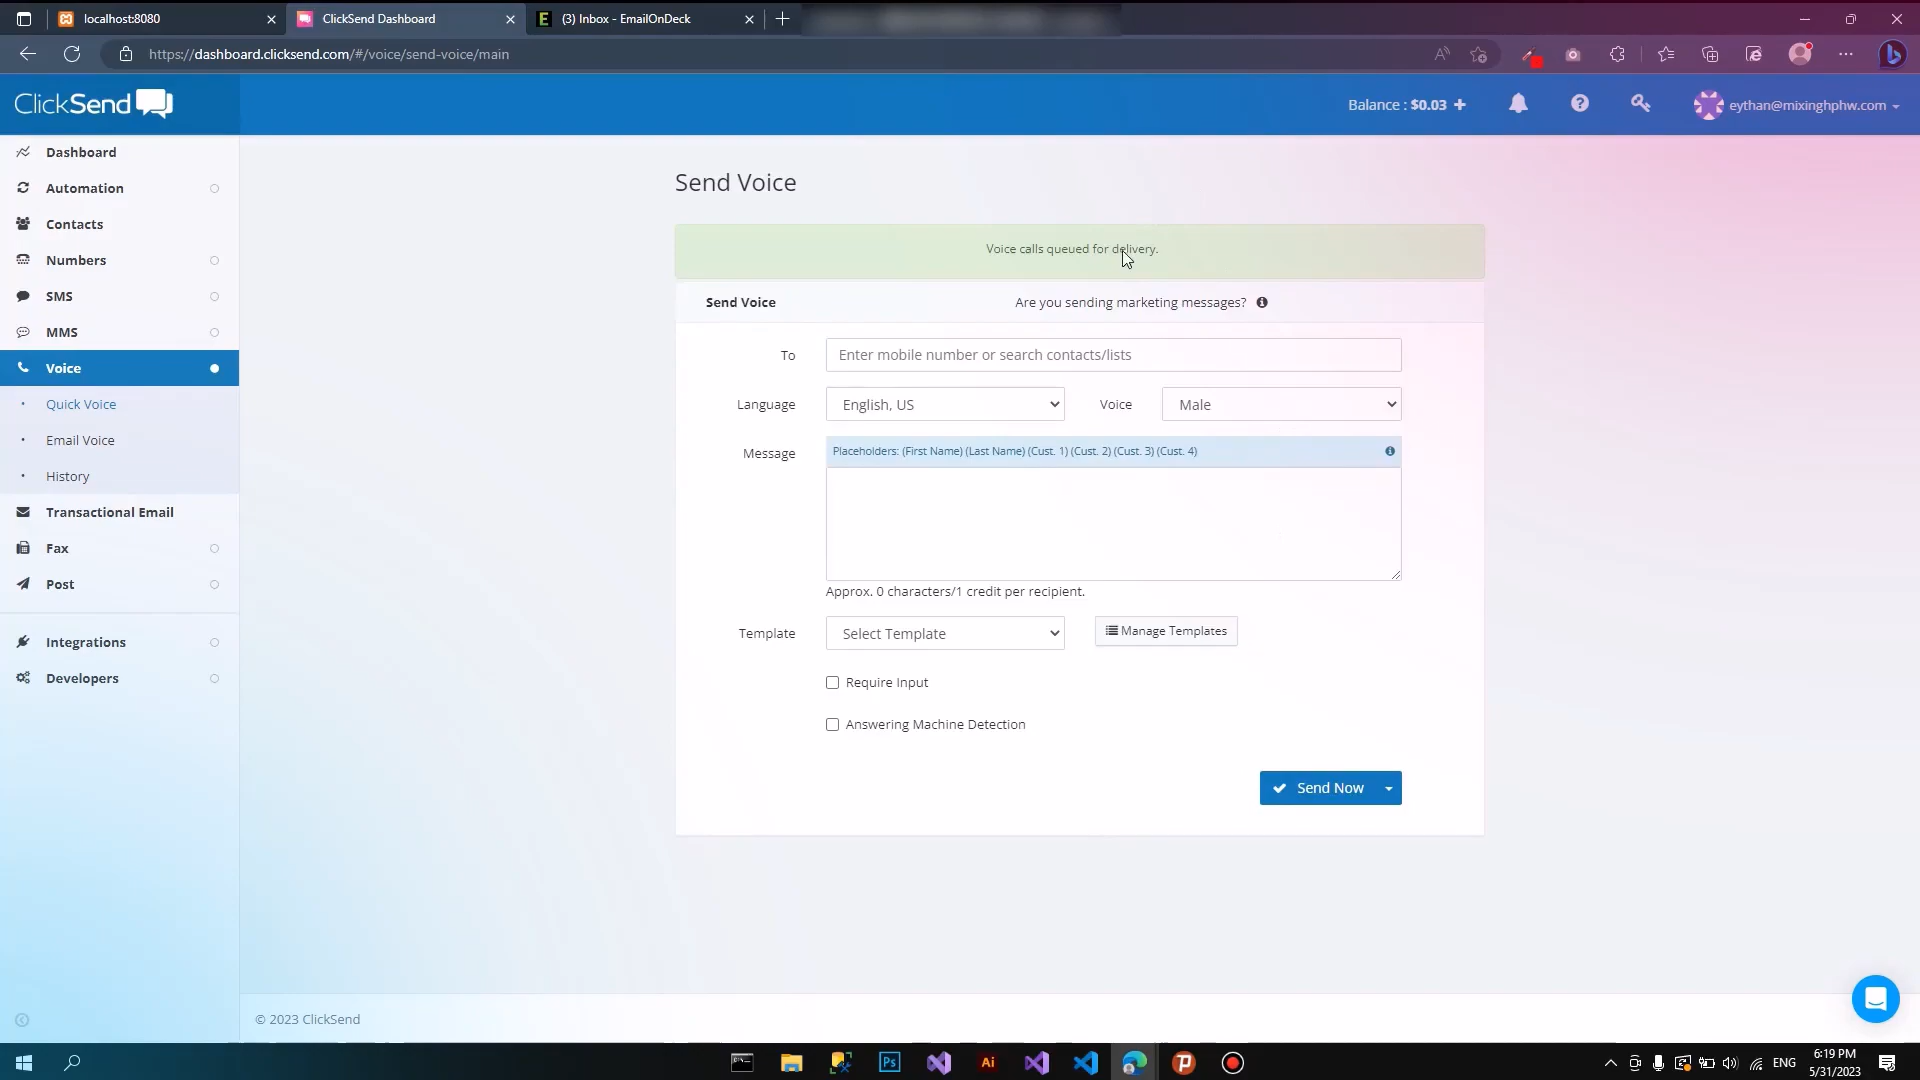 localhost:8080
ClickSend Dashboard
(3) Inbox - EmailOnDeck
https://dashboard.clicksend.com/#/voice/send-voice/main
ClickSend
Balance : $0.03
eythan@mixinghphw.com
Dashboard
Automation
Contacts
Numbers
SMS
MMS
Voice
Quick Voice
Email Voice
History
Transactional Email
Fax
Post
Integrations
Developers
Send Voice
Voice calls queued for delivery.
Send Voice
Are you sending marketing messages?
To
Enter mobile number or search contacts/lists
Language
English, US
Voice
Male
Message
Placeholders: (First Name) (Last Name) (Cust. 1) (Cust. 2) (Cust. 3) (Cust. 4)
Approx. 0 characters/1 credit per recipient.
Template
Select Template
Manage Templates
Require Input
Answering Machine Detection
Send Now
© 2023 ClickSend
Ps
Ai
ENG
6:19 PM
5/31/2023